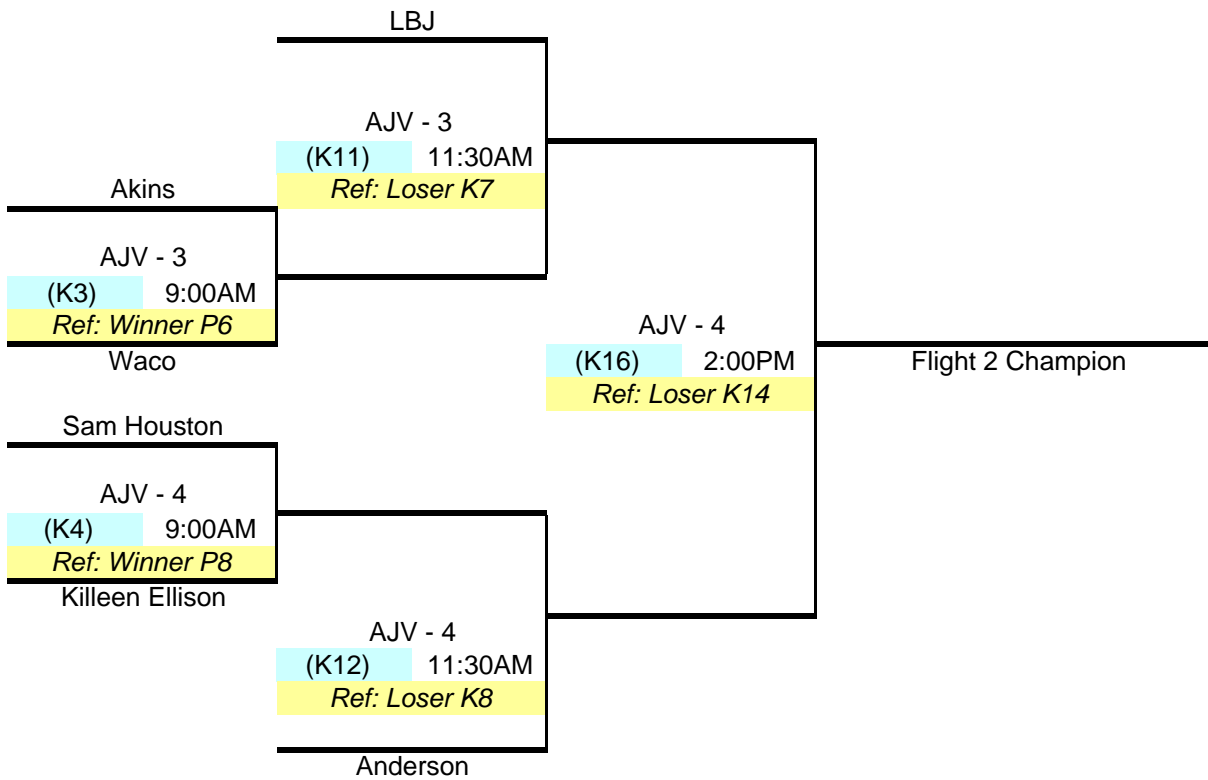 LBJ
AJV - 3
(K11) 11:30AM
Ref: Loser K7
Akins
AJV - 3
(K3) 9:00AM
Ref: Winner P6
Waco
AJV - 4
(K16) 2:00PM
Ref: Loser K14
Flight 2 Champion
Sam Houston
AJV - 4
(K4) 9:00AM
Ref: Winner P8
Killeen Ellison
AJV - 4
(K12) 11:30AM
Ref: Loser K8
Anderson